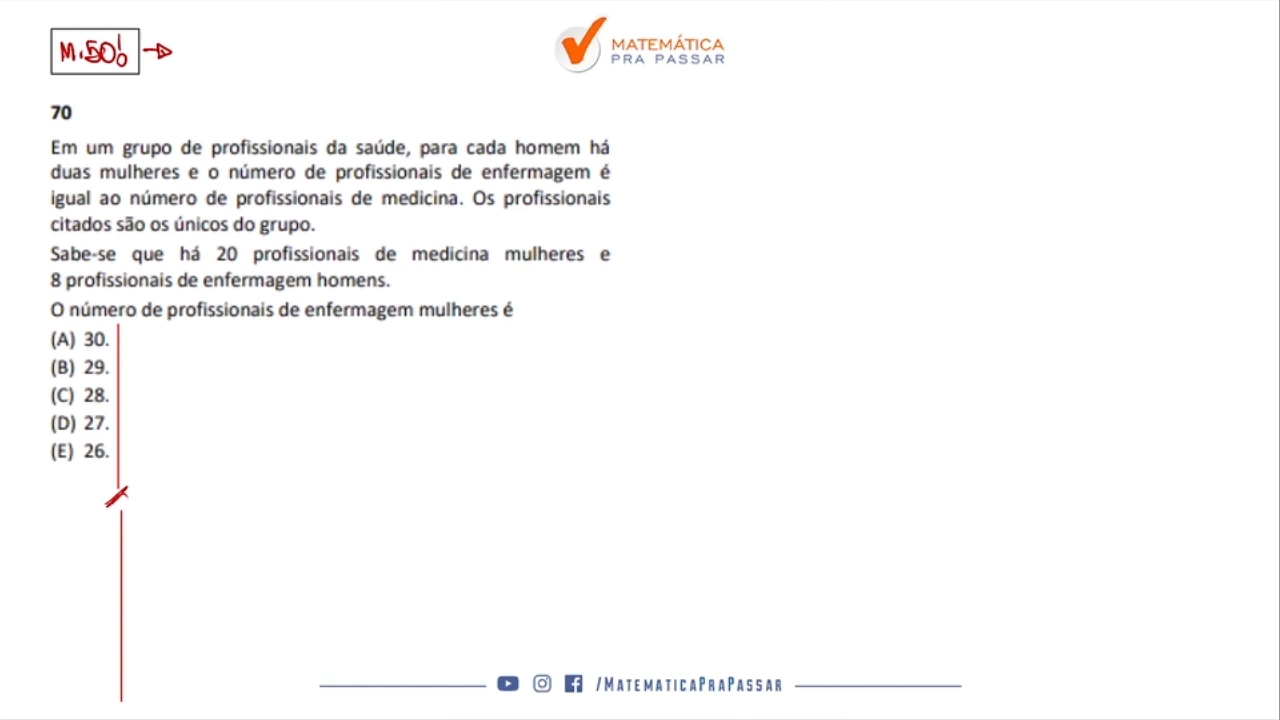 M.50!
MATEMÁTICA
PRA PASSAR
70
Em um grupo de profissionais da saúde, para cada homem há
duas mulheres e o número de profissionais de enfermagem é
igual ao número de profissionais de medicina. Os profissionais
citados são os únicos do grupo.
Sabe-se que há 20 profissionais de medicina mulheres e
8 profissionais de enfermagem homens.
O número de profissionais de enfermagem mulheres é
(A) 30.
(B) 29.
(C) 28.
(D) 27.
(E) 26.
/MATEMATICAPRAPASSAR